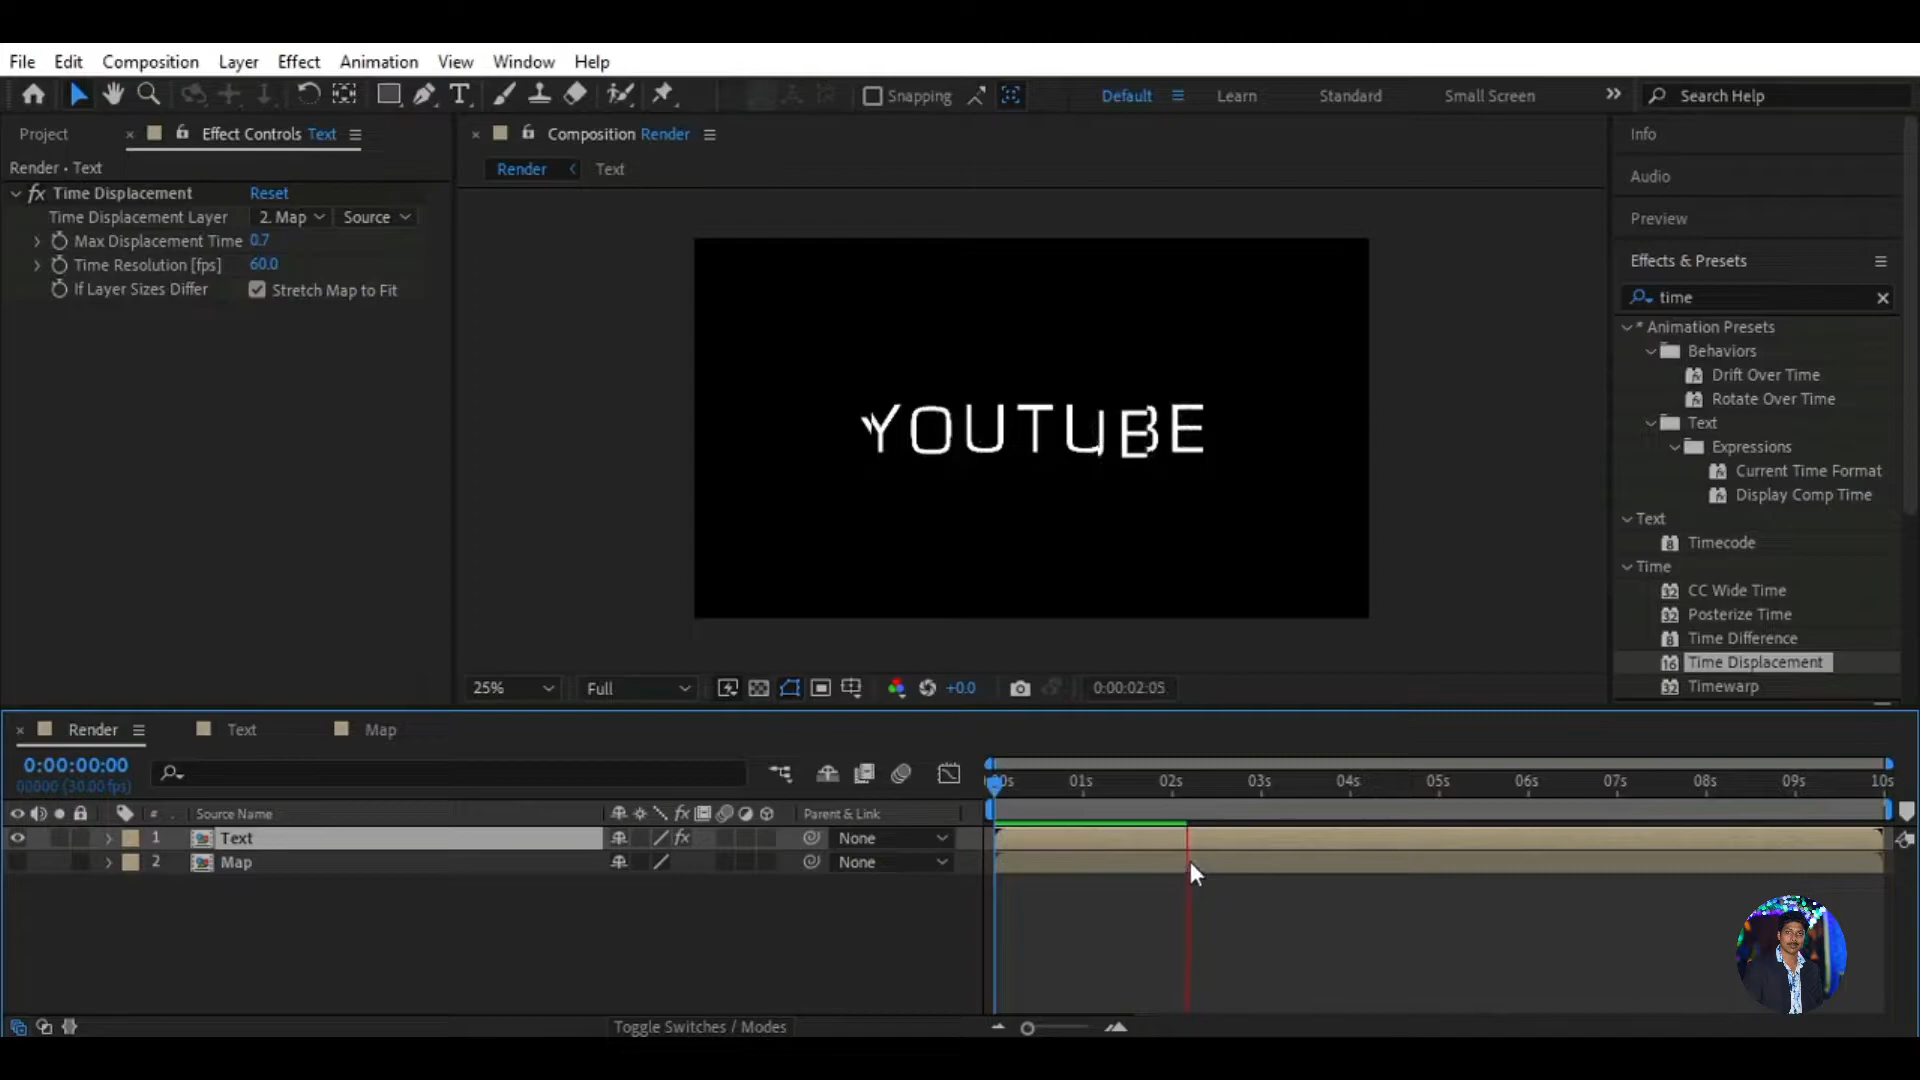 File Edit Composition Layer Effect Animation View Window Help
Snapping Default Learn Standard Small Screen Search Help
Project Effect Controls Text Composition Render Info
Render • Text Render Text Audio
fx Time Displacement Reset Preview
Time Displacement Layer 2. Map Source
Max Displacement Time 0.7
Time Resolution [fps] 60.0 Effects & Presets
If Layer Sizes Differ Stretch Map to Fit time
* Animation Presets
Behaviors
Drift Over Time
Rotate Over Time
YOUTUBE
Text
Expressions
Current Time Format
Display Comp Time
Text
Timecode
Time
CC Wide Time
Posterize Time
Time Difference
Time Displacement
Timewarp
25% Full +0.0 0:00:02:05
Render Text Map
0:00:00:00
00000 (30.00 fps)
00s 01s 02s 03s 04s 05s 06s 07s 08s 09s 10s
# Source Name fx Parent & Link
1 Text fx None
2 Map None
Toggle Switches / Modes